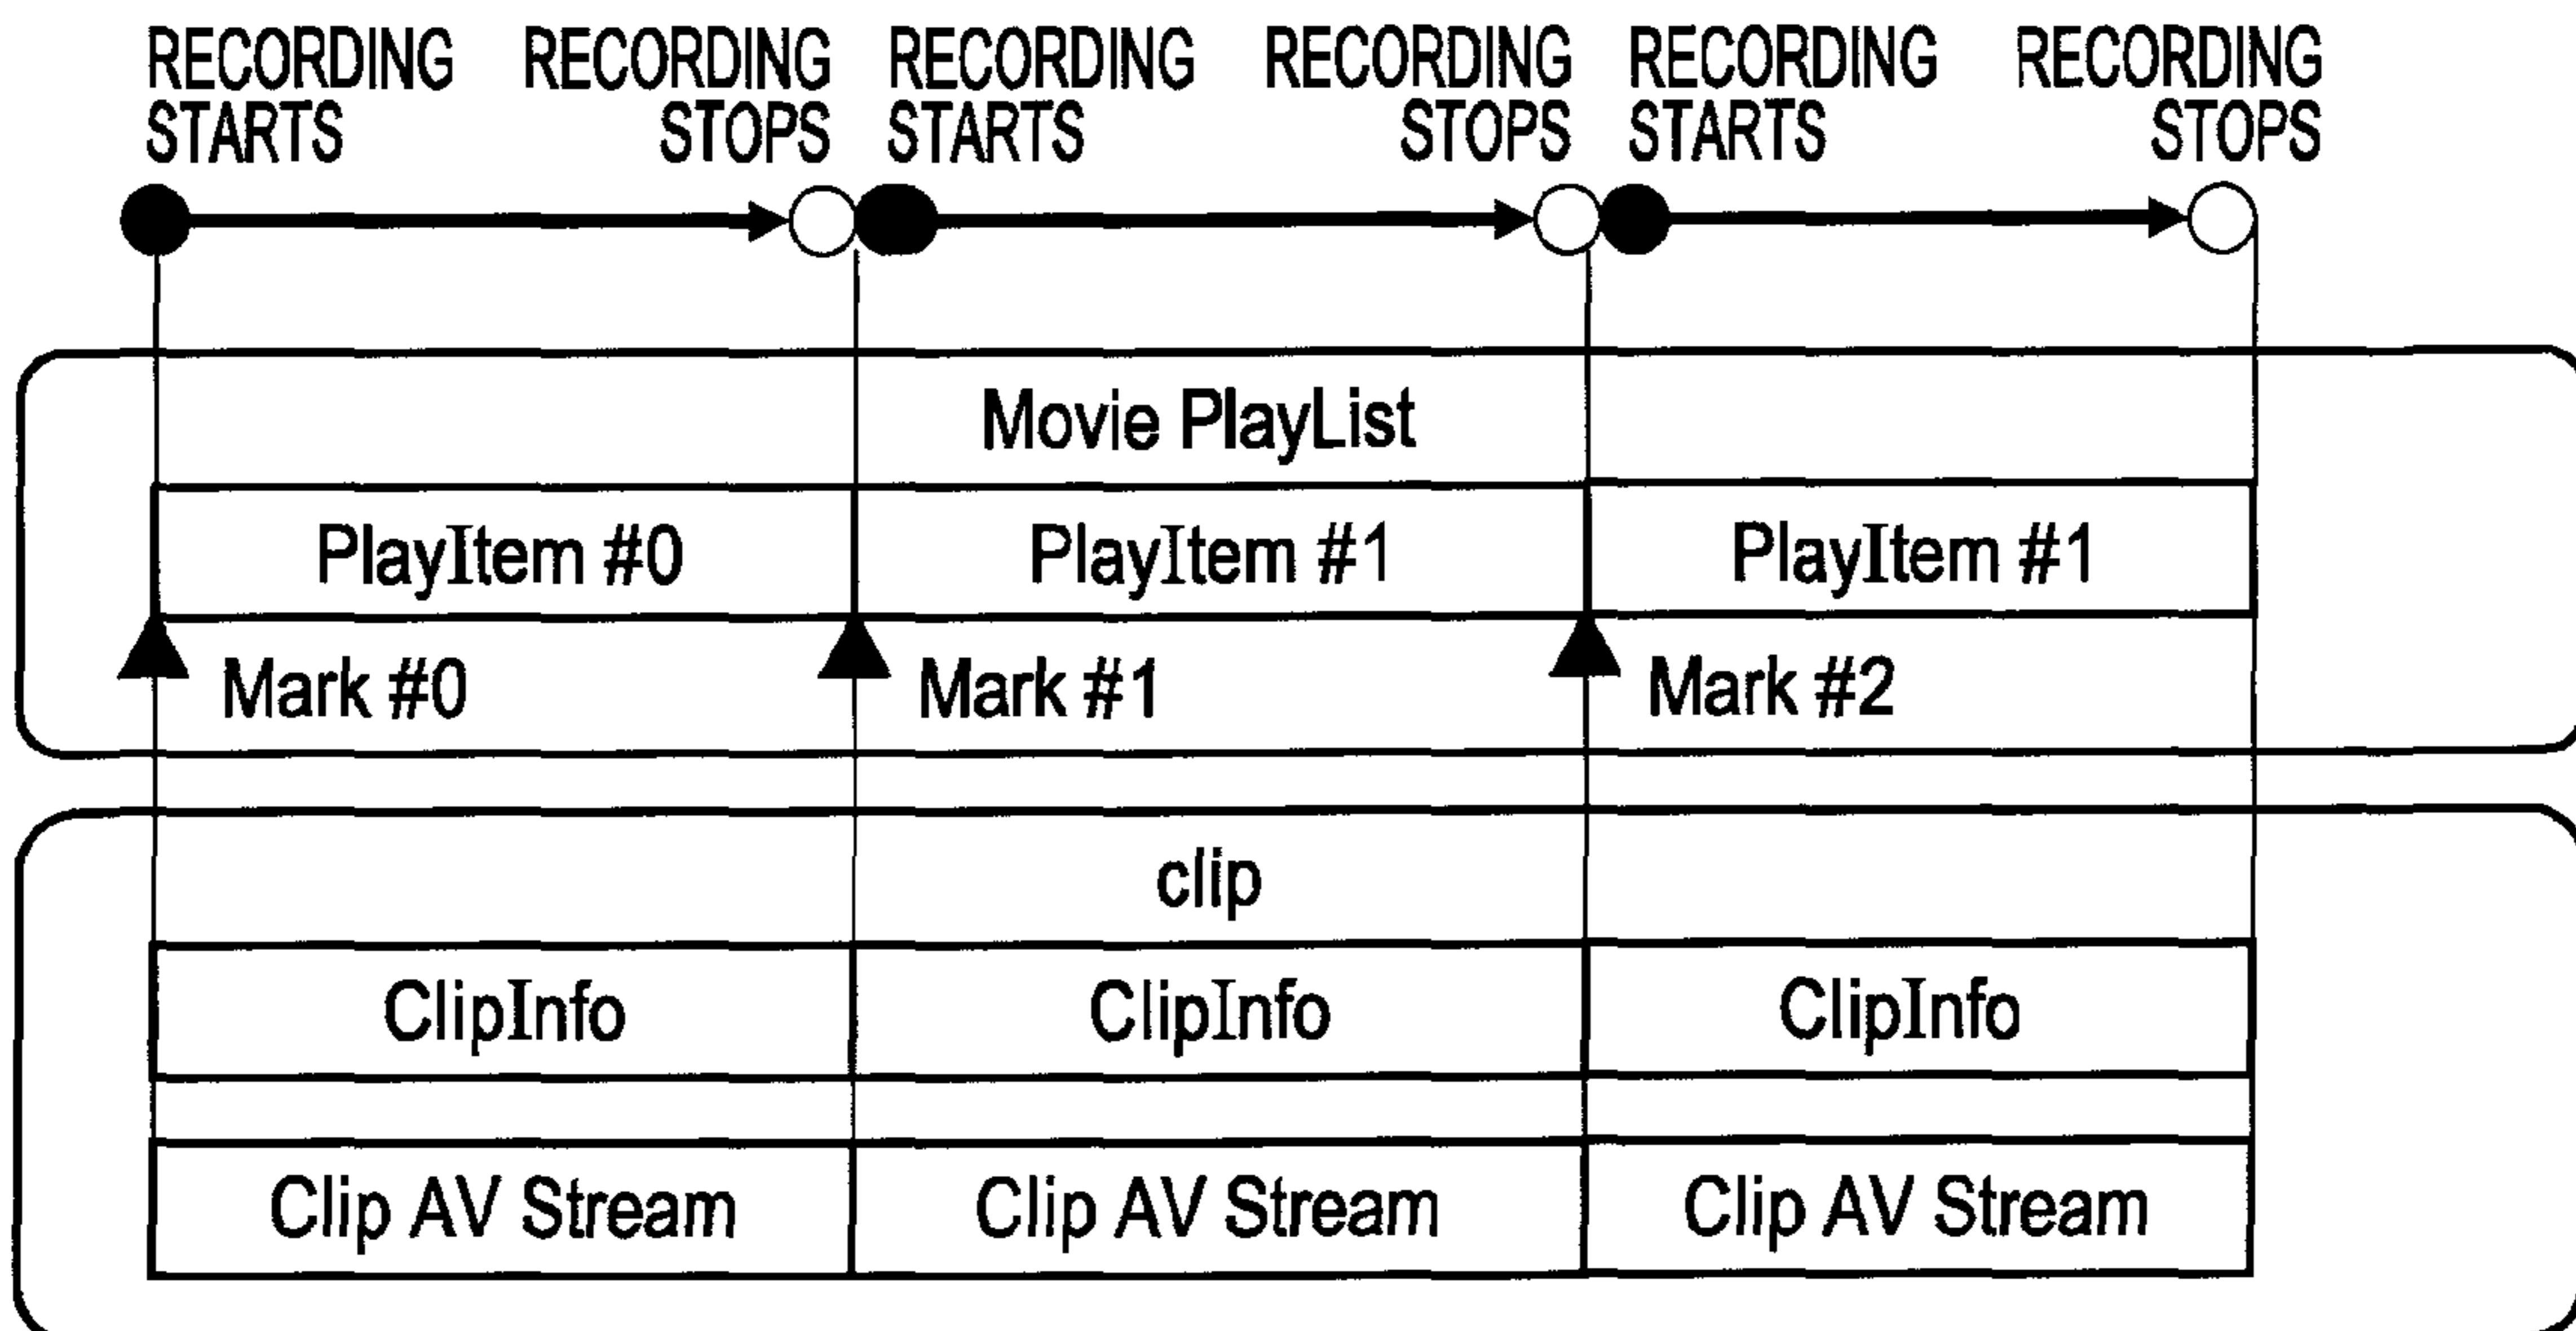 RECORDING RECORDING RECORDING RECORDING RECORDING RECORDING
STARTS STOPS STARTS STOPS STARTS STOPS
Movie PlayList
PlayItem #0 PlayItem #1 PlayItem #1
Mark #0 Mark #1 Mark #2
clip
ClipInfo ClipInfo ClipInfo
Clip AV Stream Clip AV Stream Clip AV Stream